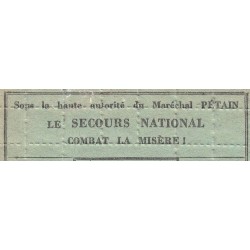 Sous la haute autorité du Maréchal PÉTAIN
LE SECOURS NATIONAL
COMBAT LA MISÈRE !